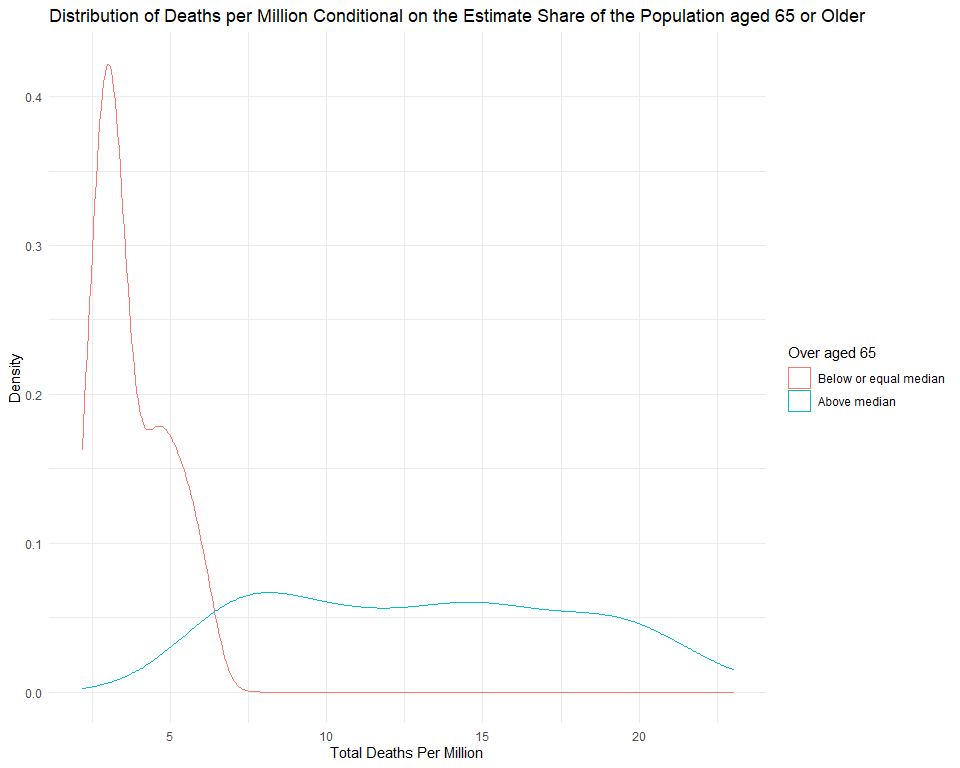 Distribution of Deaths per Million Conditional on the Estimate Share of the Population aged 65 or Older
0.4
0.3
0.2
0.1
0.0
Density
5
10
15
20
Total Deaths Per Million
Over aged 65
Below or equal median
Above median